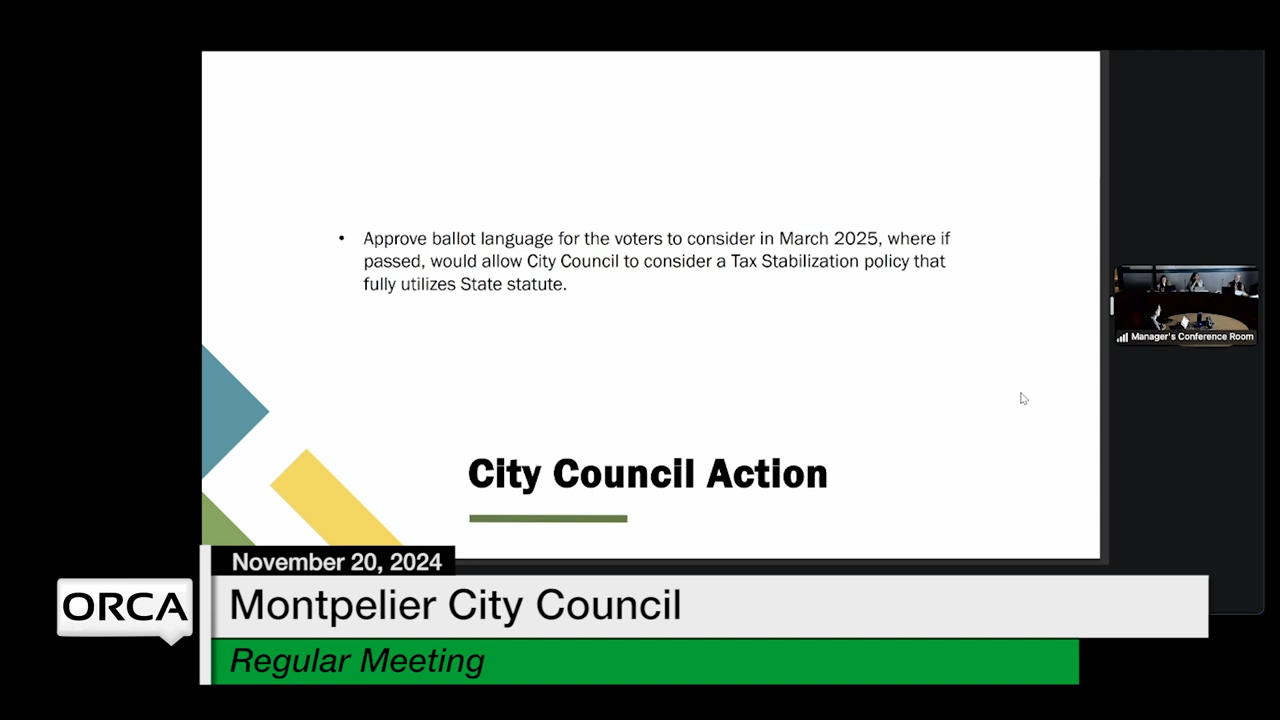 • Approve ballot language for the voters to consider in March 2025, where if
passed, would allow City Council to consider a Tax Stabilization policy that
fully utilizes State statute.
Manager's Conference Room
City Council Action
November 20, 2024
ORCA
Montpelier City Council
Regular Meeting